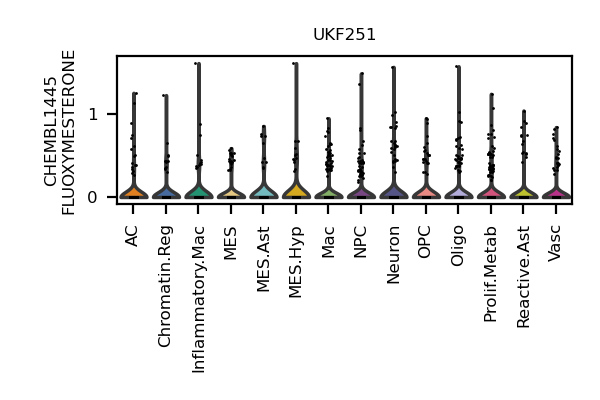 UKF251
CHEMBL1445
FLUOXYMESTERONE
1
0
AC
Chromatin.Reg
Inflammatory.Mac
MES
MES.Ast
MES.Hyp
Mac
NPC
Neuron
OPC
Oligo
Prolif.Metab
Reactive.Ast
Vasc